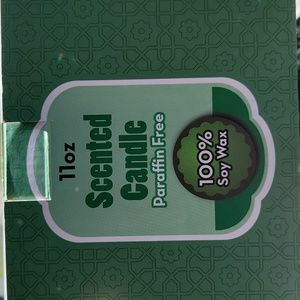 11oz
Scented
Candle
Paraffin Free
100%
Soy Wax